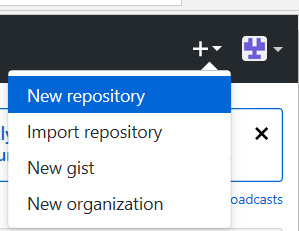 New repository
Import repository
New gist
New organization